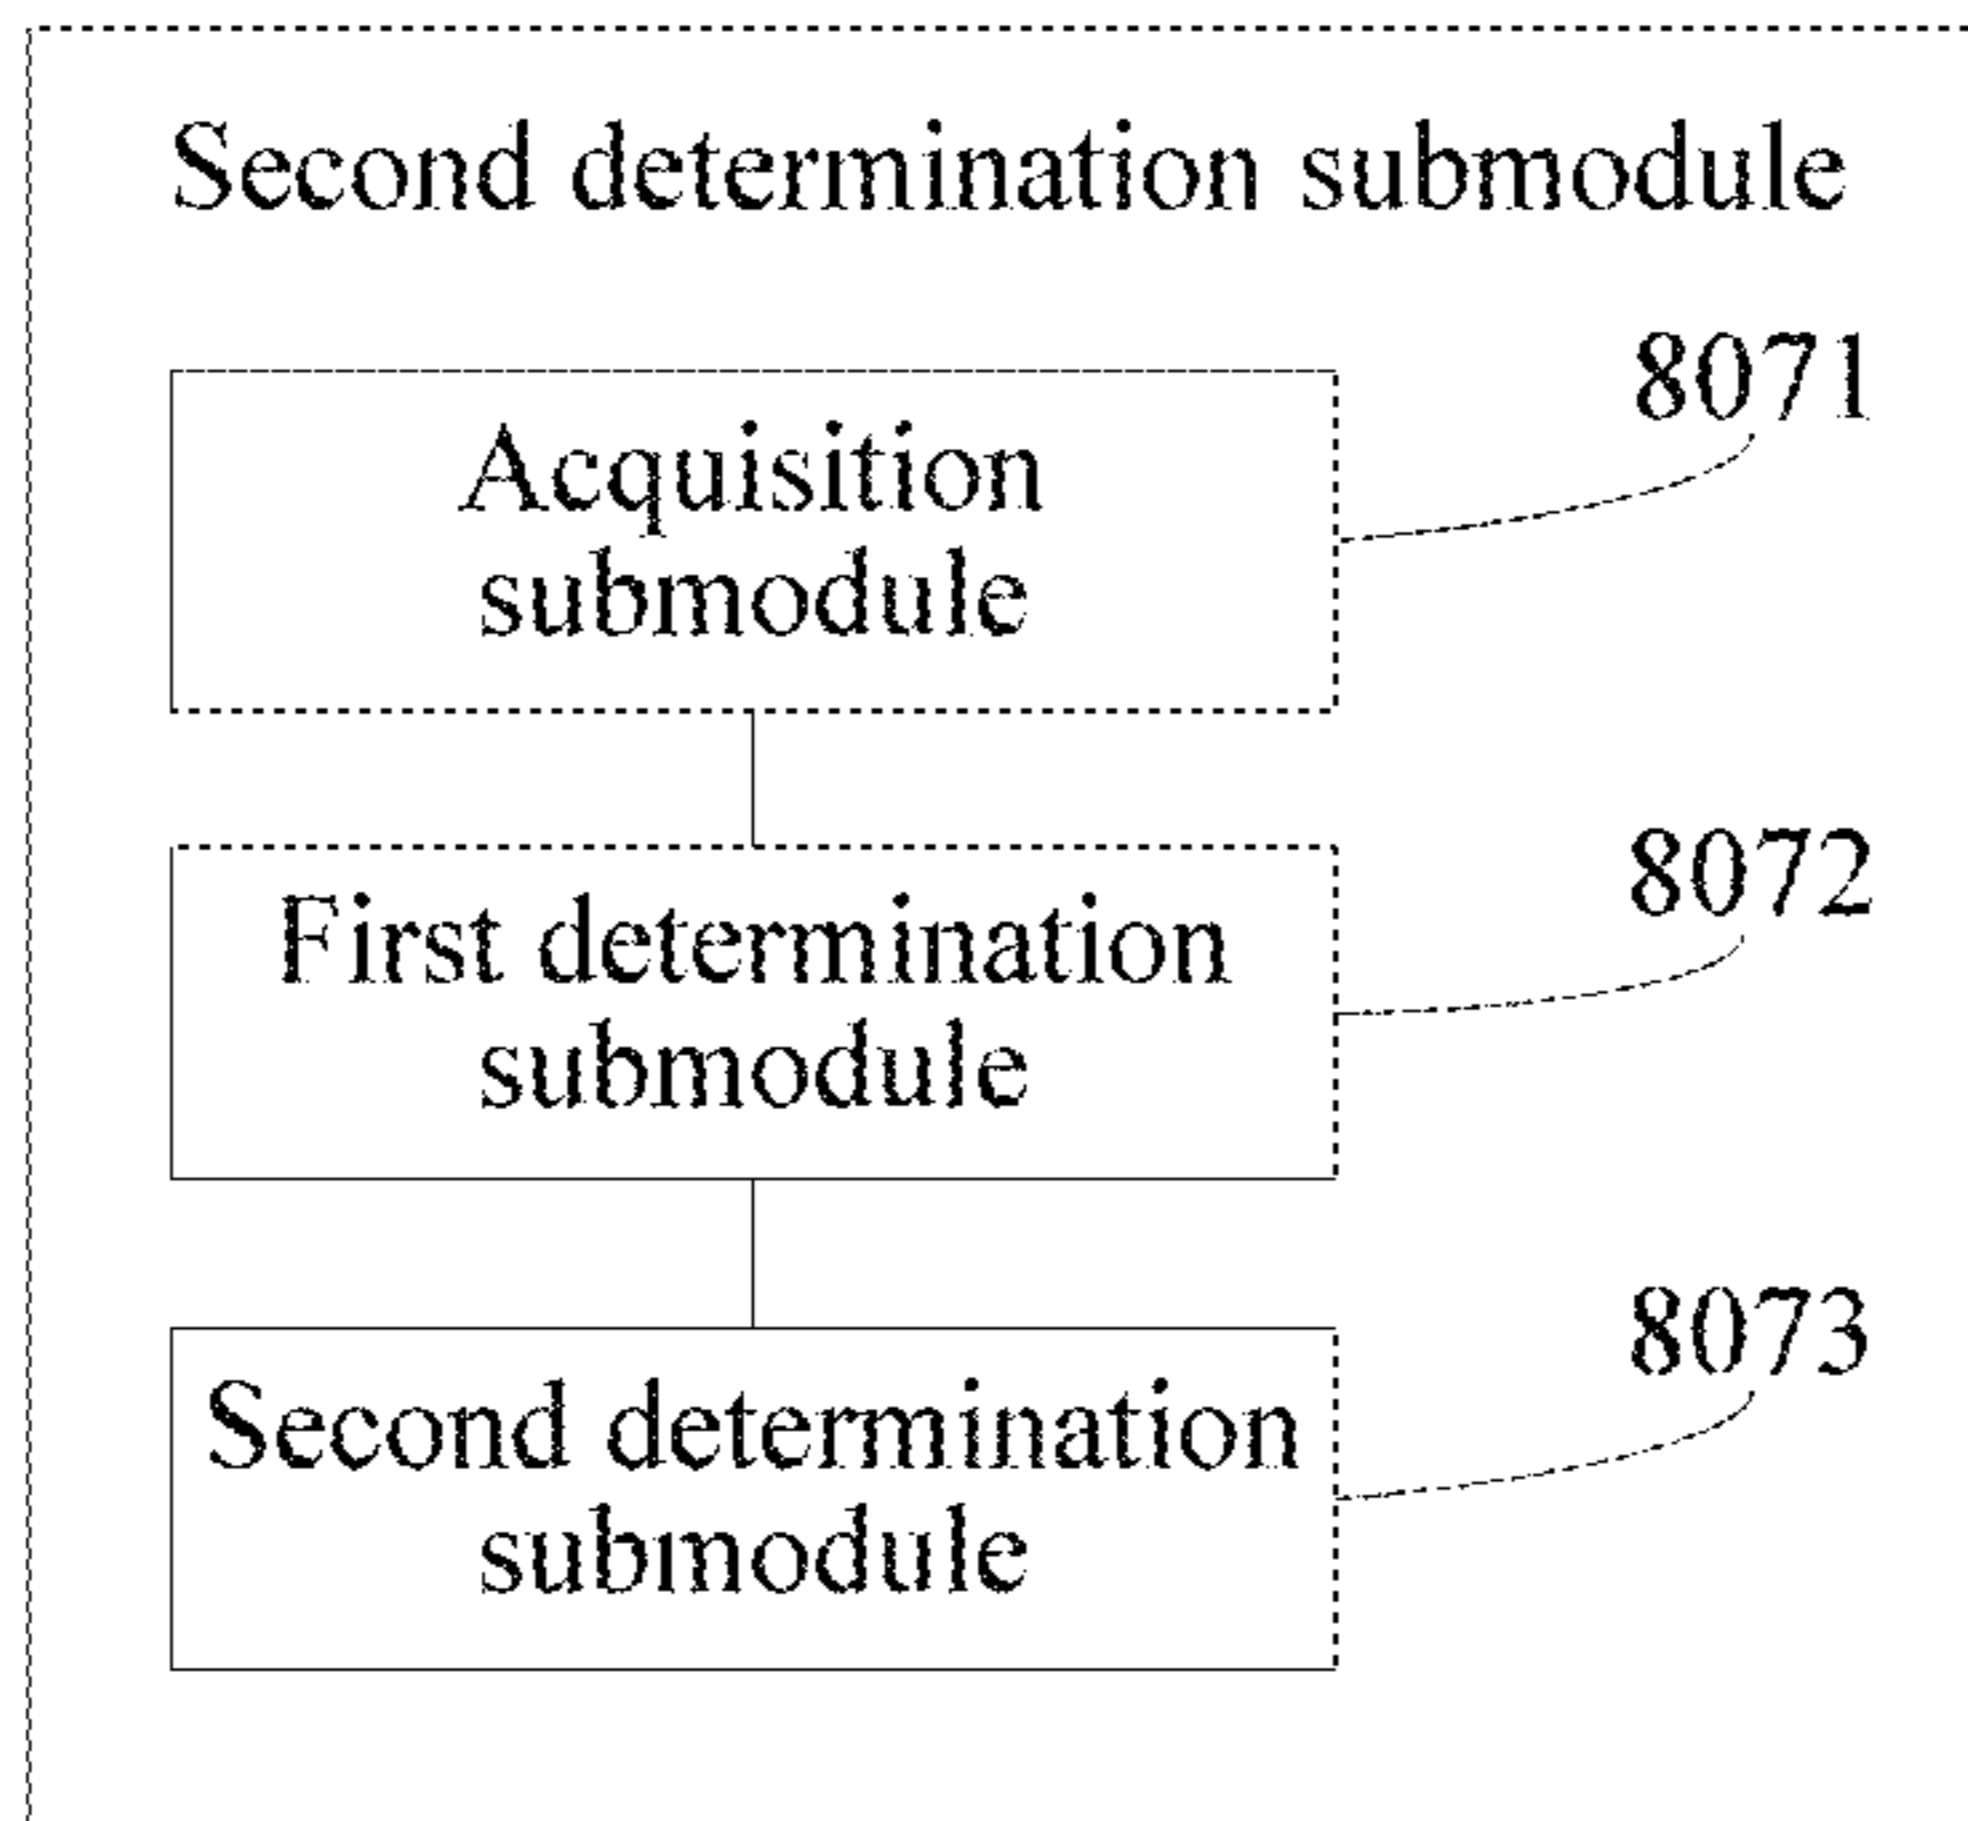 Second determination submodule
8071
Acquisition
submodule
8072
First determination
submodule
8073
Second determination
submodule